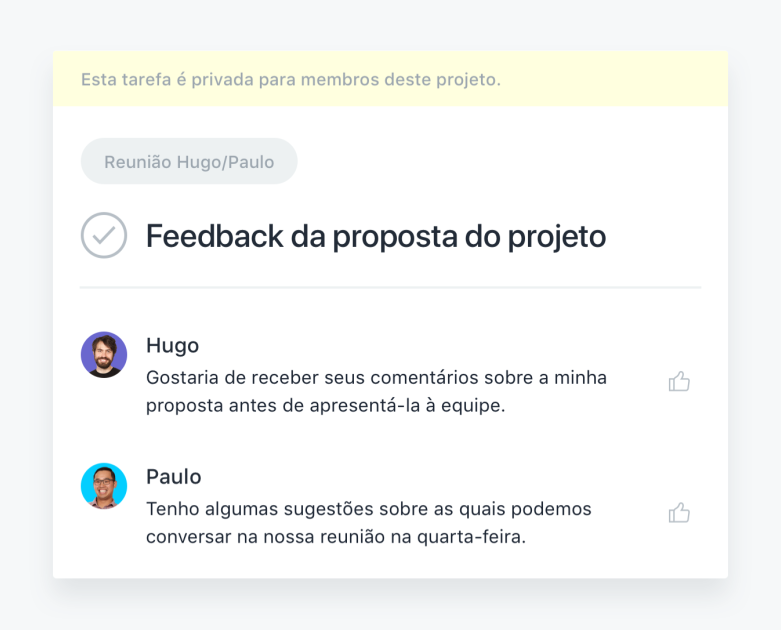 Esta tarefa é privada para membros deste projeto.
Reunião Hugo/Paulo
Feedback da proposta do projeto
Hugo
Gostaria de receber seus comentários sobre a minha
proposta antes de apresentá-la à equipe.
Paulo
Tenho algumas sugestões sobre as quais podemos
conversar na nossa reunião na quarta-feira.